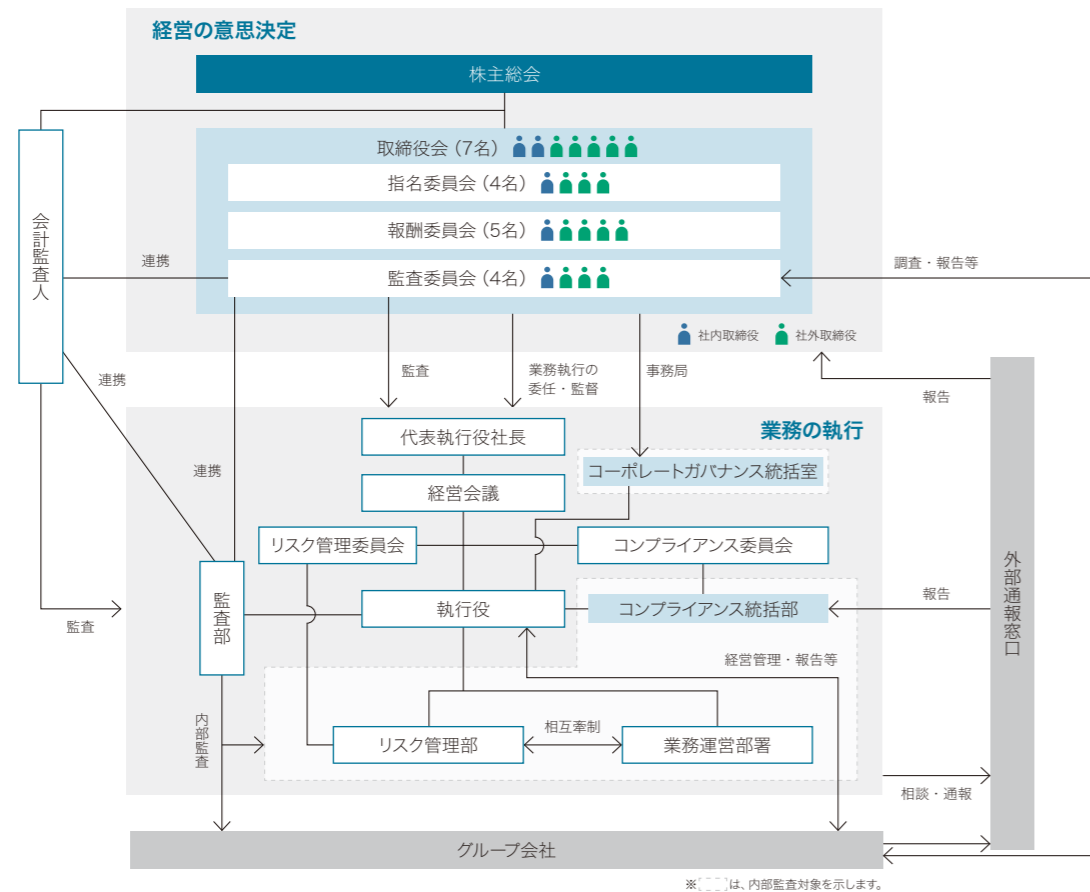 経営の意思決定
株主総会
取締役会（7名）
指名委員会（4名）
報酬委員会（5名）
監査委員会（4名）
会計監査人
連携
調査・報告等
社内取締役
社外取締役
連携
監査
業務執行の
委任・監督
事務局
報告
業務の執行
代表執行役社長
コーポレートガバナンス統括室
連携
経営会議
リスク管理委員会
コンプライアンス委員会
外部通報窓口
監査部
執行役
コンプライアンス統括部
報告
監査
経営管理・報告等
内部監査
リスク管理部
相互牽制
業務運営部署
相談・通報
グループ会社
※ は、内部監査対象を示します。